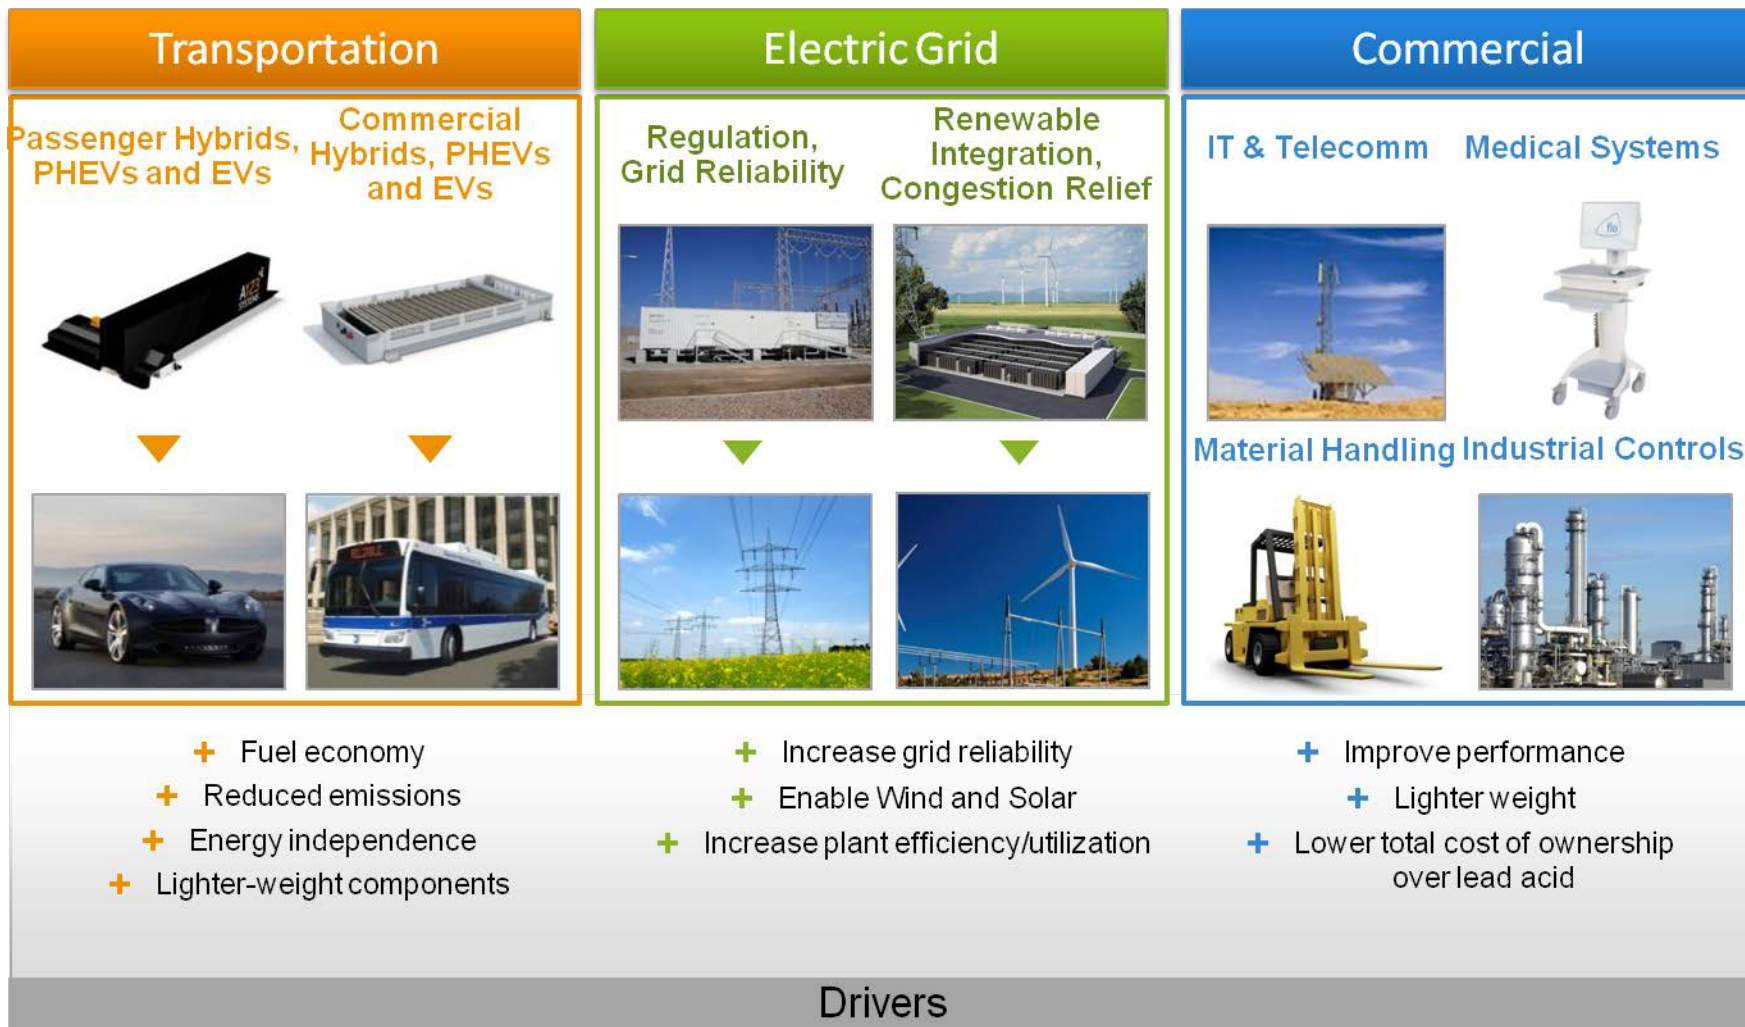 Transportation
Electric Grid
Commercial
Passenger Hybrids,
PHEVs and EVs
Commercial
Hybrids, PHEVs
and EVs
Regulation,
Grid Reliability
Renewable
Integration,
Congestion Relief
IT & Telecomm
Medical Systems
A123
SYSTEMS
flo
Material Handling
Industrial Controls
+ Fuel economy
+ Reduced emissions
+ Energy independence
+ Lighter-weight components
+ Increase grid reliability
+ Enable Wind and Solar
+ Increase plant efficiency/utilization
+ Improve performance
+ Lighter weight
+ Lower total cost of ownership
over lead acid
Drivers